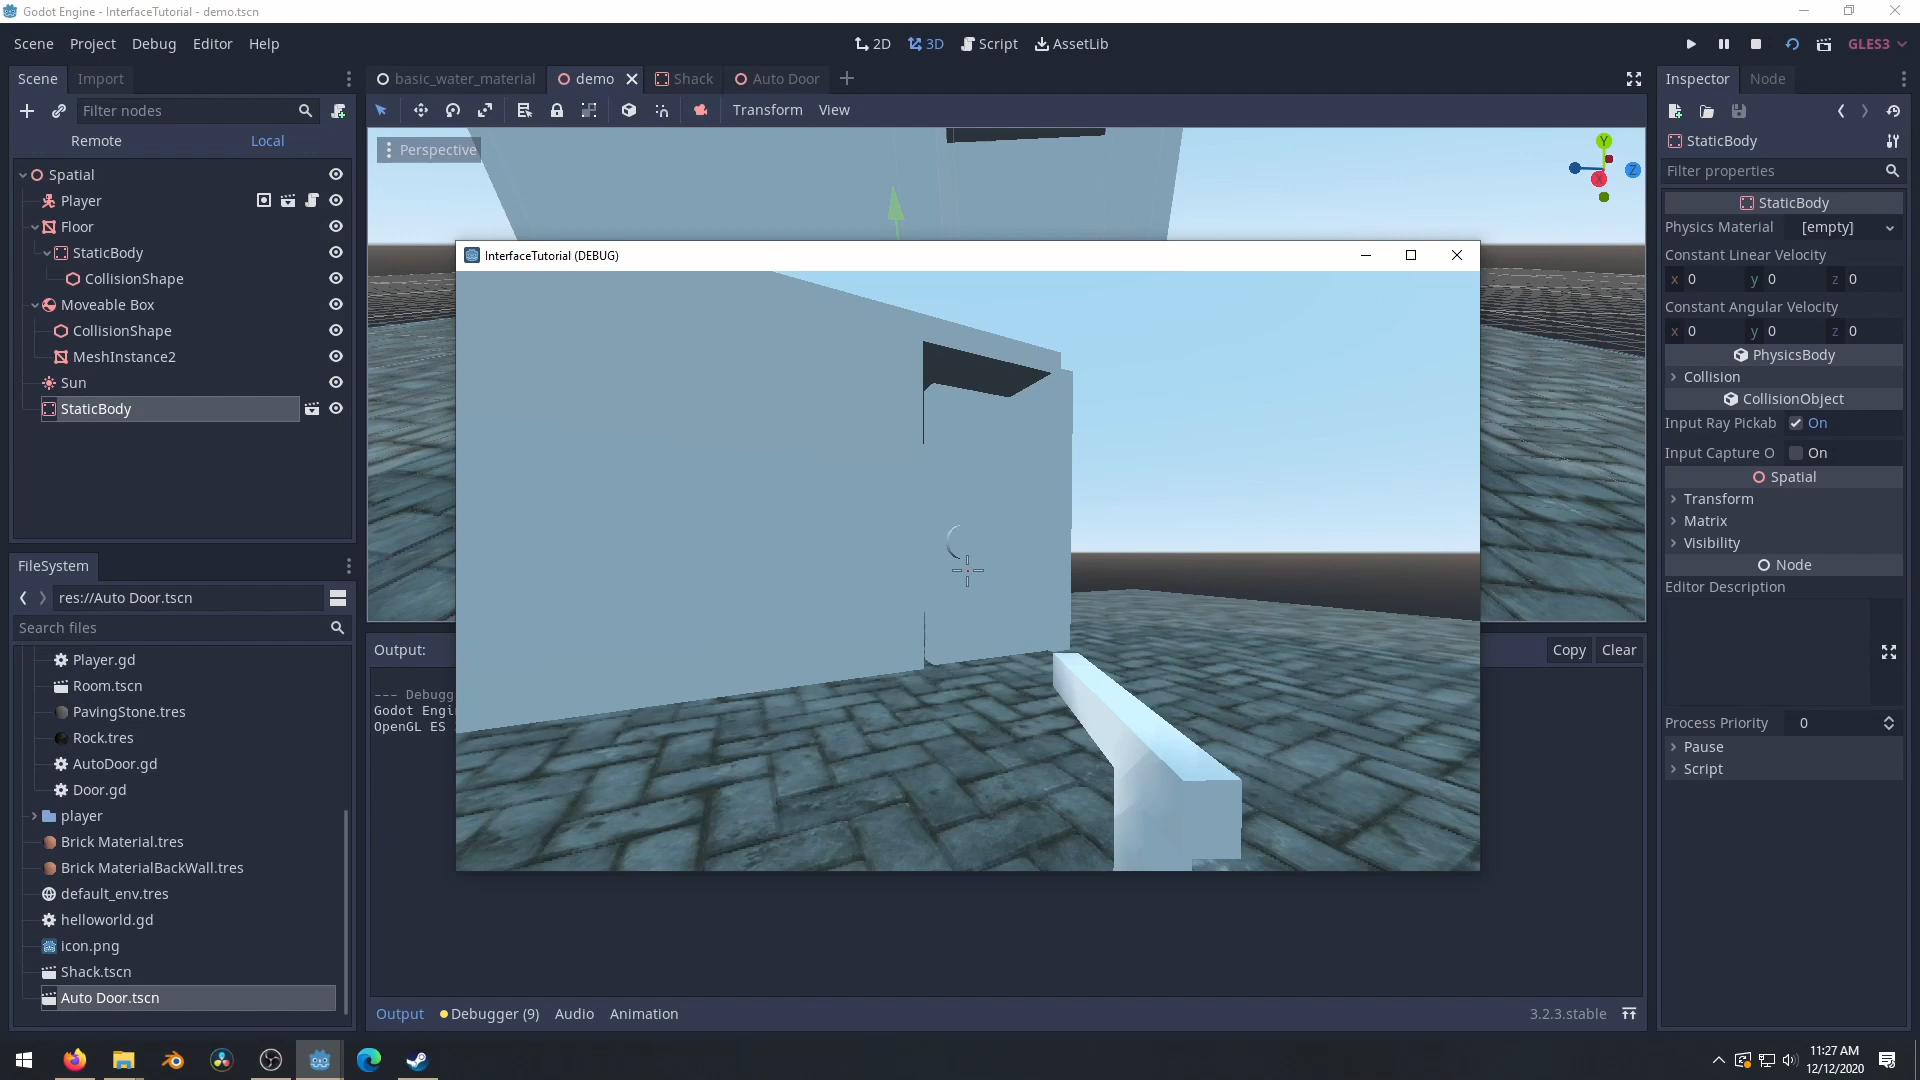 Godot Engine - InterfaceTutorial - demo.tscn
Scene Project Debug Editor Help
2D 3D Script AssetLib
GLES3
Scene Import
basic_water_material demo Shack Auto Door
Inspector Node
Filter nodes
Transform View
Remote Local
Perspective
StaticBody
Filter properties
Spatial
Player
Floor
StaticBody
CollisionShape
Moveable Box
CollisionShape
MeshInstance2
Sun
StaticBody
FileSystem
res://Auto Door.tscn
Search files
Player.gd
Room.tscn
PavingStone.tres
Rock.tres
AutoDoor.gd
Door.gd
player
Brick Material.tres
Brick MaterialBackWall.tres
default_env.tres
helloworld.gd
icon.png
Shack.tscn
Auto Door.tscn
Y
Z
X
InterfaceTutorial (DEBUG)
Output:
Copy Clear
--- Debugg
Godot Engi
OpenGL ES
Output Debugger (9) Audio Animation
3.2.3.stable
StaticBody
Physics Material [empty]
Constant Linear Velocity
x 0 y 0 z 0
Constant Angular Velocity
x 0 y 0 z 0
PhysicsBody
Collision
CollisionObject
Input Ray Pickab On
Input Capture O On
Spatial
Transform
Matrix
Visibility
Node
Editor Description
Process Priority 0
Pause
Script
11:27 AM
12/12/2020